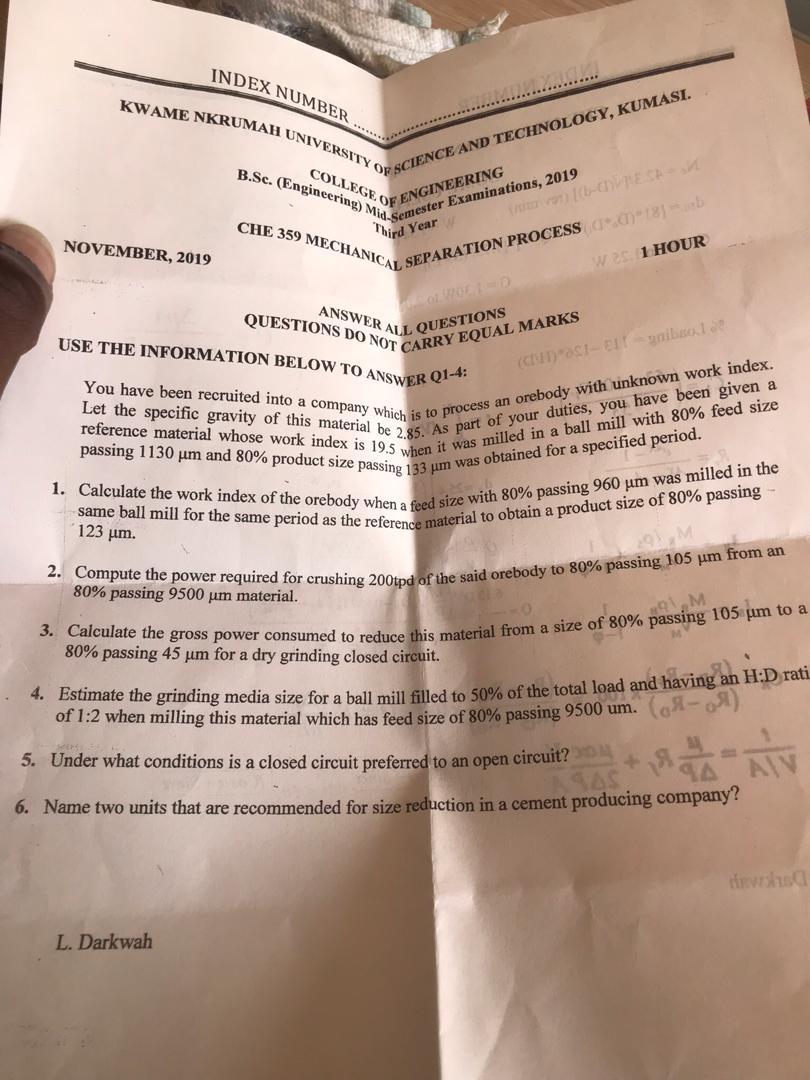 INDEX NUMBER ........................................
KWAME NKRUMAH UNIVERSITY OF SCIENCE AND TECHNOLOGY, KUMASI.
COLLEGE OF ENGINEERING
B.Sc. (Engineering) Mid-Semester Examinations, 2019
Third Year
CHE 359 MECHANICAL SEPARATION PROCESS
NOVEMBER, 2019 1 HOUR
ANSWER ALL QUESTIONS
QUESTIONS DO NOT CARRY EQUAL MARKS
USE THE INFORMATION BELOW TO ANSWER Q1-4:
You have been recruited into a company which is to process an orebody with unknown work index.
Let the specific gravity of this material be 2.85. As part of your duties, you have been given a
reference material whose work index is 19.5 when it was milled in a ball mill with 80% feed size
passing 1130 µm and 80% product size passing 133 µm was obtained for a specified period.
1. Calculate the work index of the orebody when a feed size with 80% passing 960 µm was milled in the
same ball mill for the same period as the reference material to obtain a product size of 80% passing
123 µm.
2. Compute the power required for crushing 200tpd of the said orebody to 80% passing 105 µm from an
80% passing 9500 µm material.
3. Calculate the gross power consumed to reduce this material from a size of 80% passing 105 µm to a
80% passing 45 µm for a dry grinding closed circuit.
4. Estimate the grinding media size for a ball mill filled to 50% of the total load and having an H:D rati
of 1:2 when milling this material which has feed size of 80% passing 9500 um.
5. Under what conditions is a closed circuit preferred to an open circuit?
6. Name two units that are recommended for size reduction in a cement producing company?
L. Darkwah